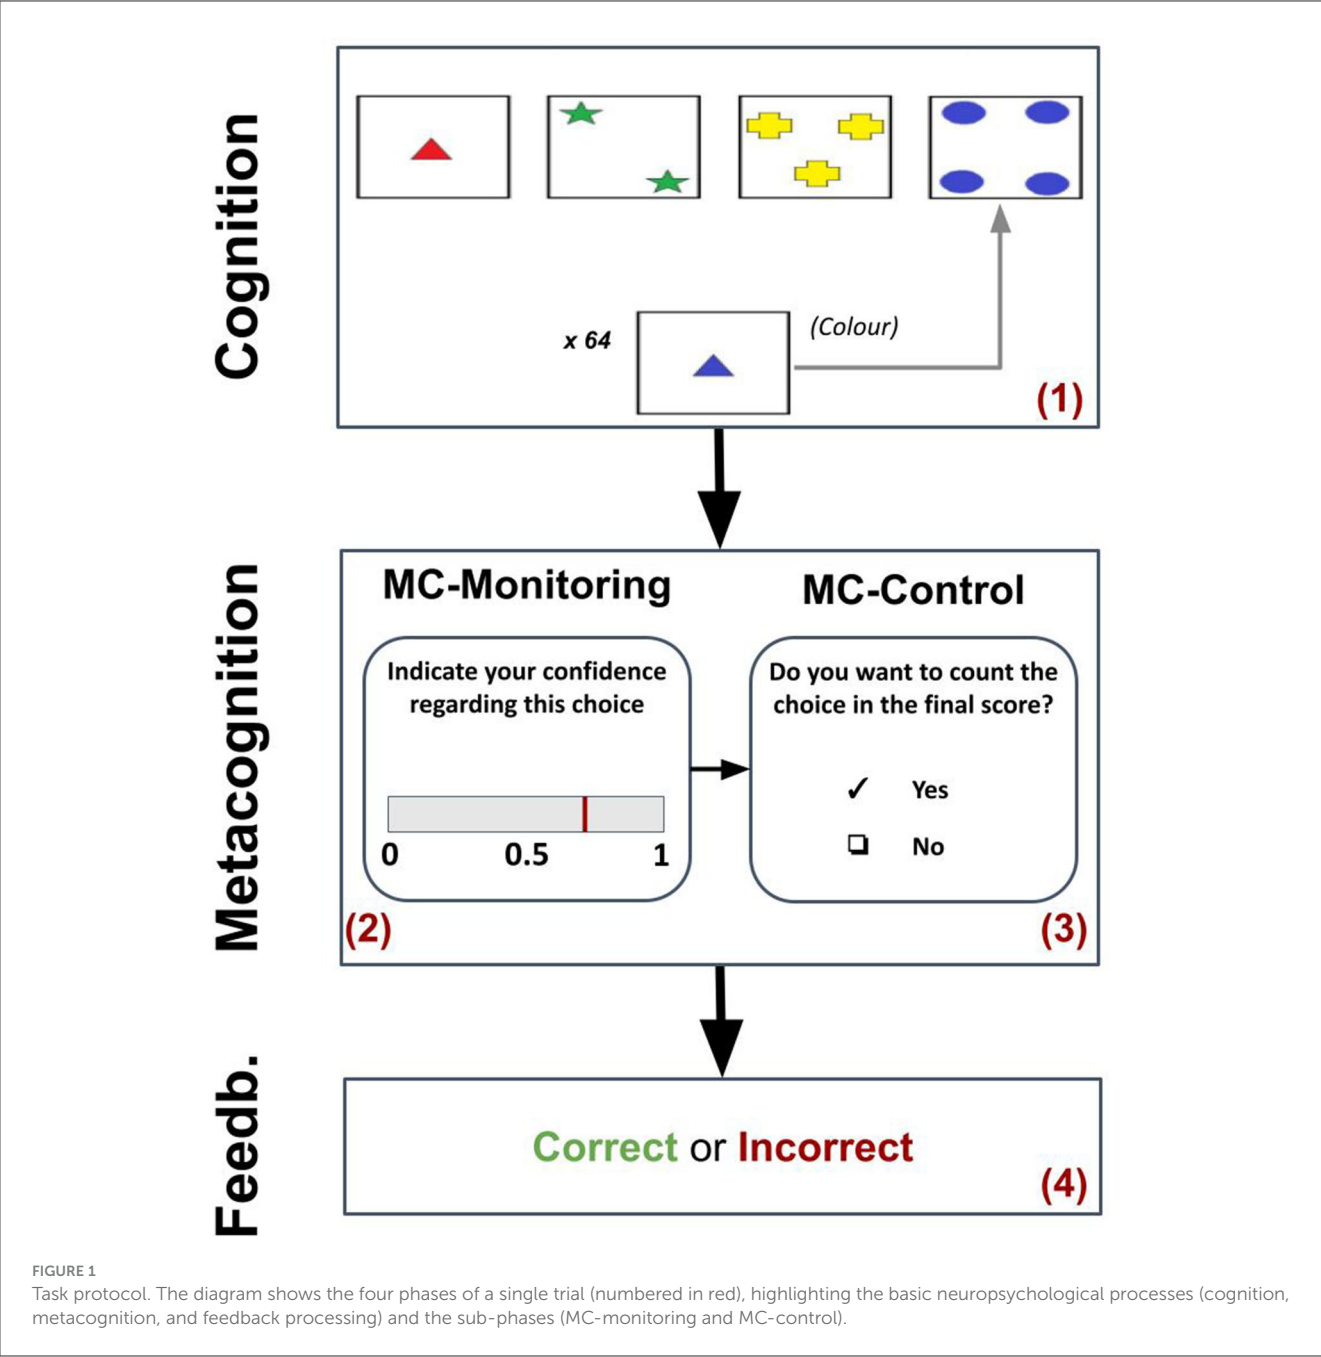 Cognition
x 64
(Colour)
(1)
Metacognition
MC-Monitoring
Indicate your confidence
regarding this choice
0 0.5 1
(2)
MC-Control
Do you want to count the
choice in the final score?
✓ Yes
❏ No
(3)
Feedb.
Correct or Incorrect
(4)
FIGURE 1
Task protocol. The diagram shows the four phases of a single trial (numbered in red), highlighting the basic neuropsychological processes (cognition,
metacognition, and feedback processing) and the sub-phases (MC-monitoring and MC-control).